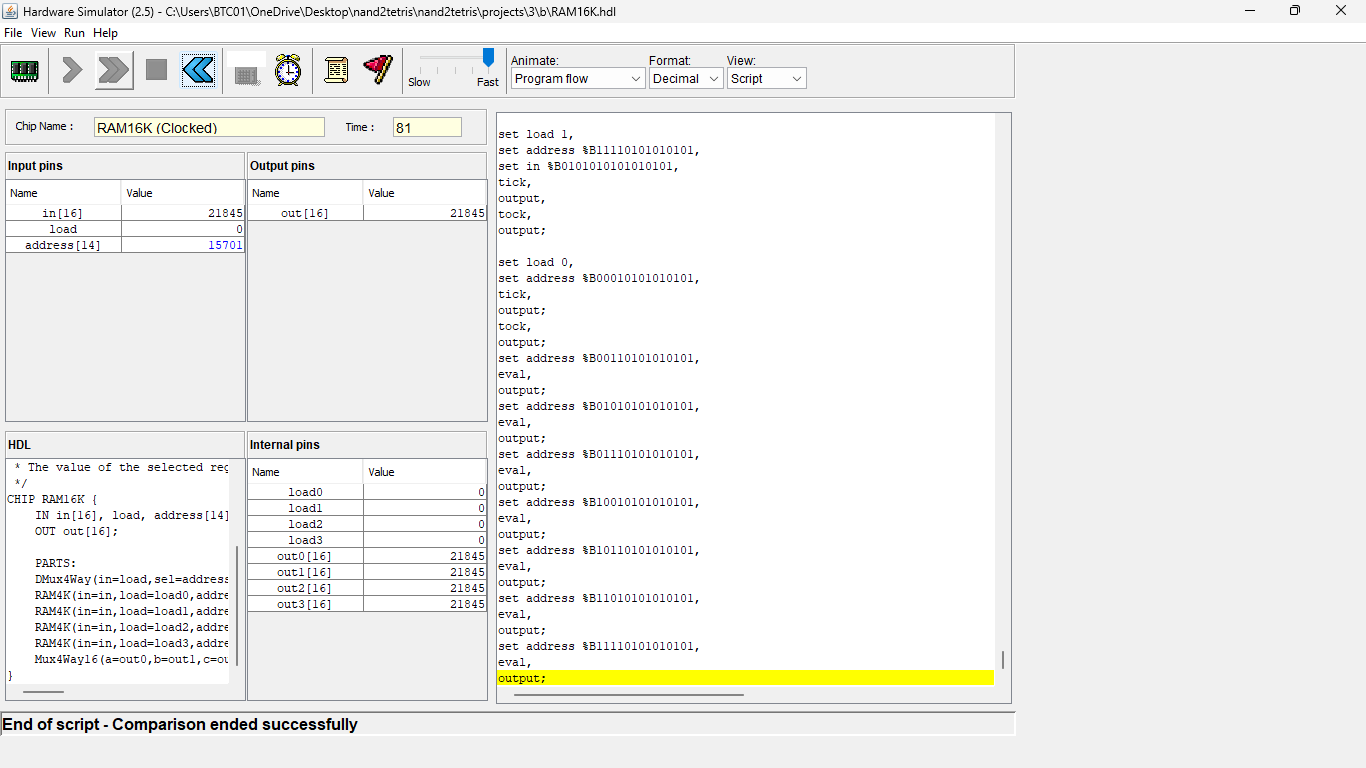 Hardware Simulator (2.5) - C:\Users\BTC01\OneDrive\Desktop\nand2tetris\nand2tetris\projects\3\b\RAM16K.hdl
File View Run Help
Slow Fast
Animate:
Program flow
Format:
Decimal
View:
Script
Chip Name :
RAM16K (Clocked)
Time :
81
Input pins
Name Value
in[16] 21845
load 0
address[14] 15701
Output pins
Name Value
out[16] 21845
HDL
* The value of the selected reg
*/
CHIP RAM16K {
IN in[16], load, address[14]
OUT out[16];
PARTS:
DMux4Way(in=load,sel=address
RAM4K(in=in,load=load0,addre
RAM4K(in=in,load=load1,addre
RAM4K(in=in,load=load2,addre
RAM4K(in=in,load=load3,addre
Mux4Way16(a=out0,b=out1,c=ou
}
Internal pins
Name Value
load0 0
load1 0
load2 0
load3 0
out0[16] 21845
out1[16] 21845
out2[16] 21845
out3[16] 21845
set load 1,
set address %B11110101010101,
set in %B0101010101010101,
tick,
output,
tock,
output;
set load 0,
set address %B00010101010101,
tick,
output;
tock,
output;
set address %B00110101010101,
eval,
output;
set address %B01010101010101,
eval,
output;
set address %B01110101010101,
eval,
output;
set address %B10010101010101,
eval,
output;
set address %B10110101010101,
eval,
output;
set address %B11010101010101,
eval,
output;
set address %B11110101010101,
eval,
output;
End of script - Comparison ended successfully